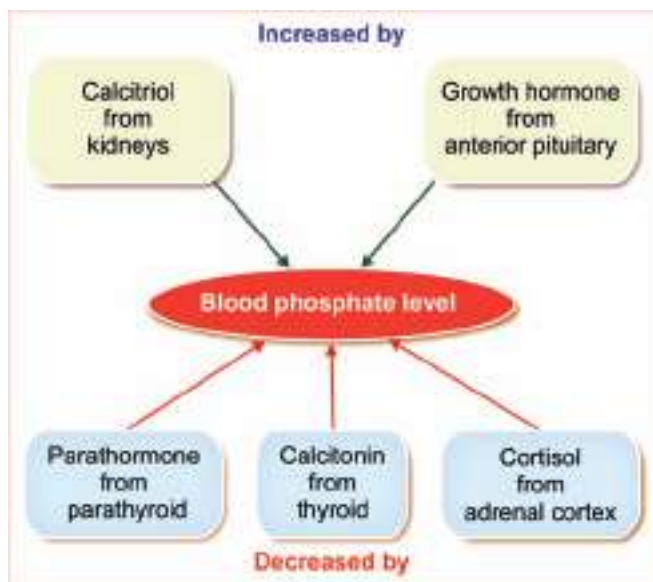 Increased by
Calcitriol
from
kidneys
Growth hormone
from
anterior pituitary
Blood phosphate level
Parathormone
from
parathyroid
Calcitonin
from
thyroid
Cortisol
from
adrenal cortex
Decreased by